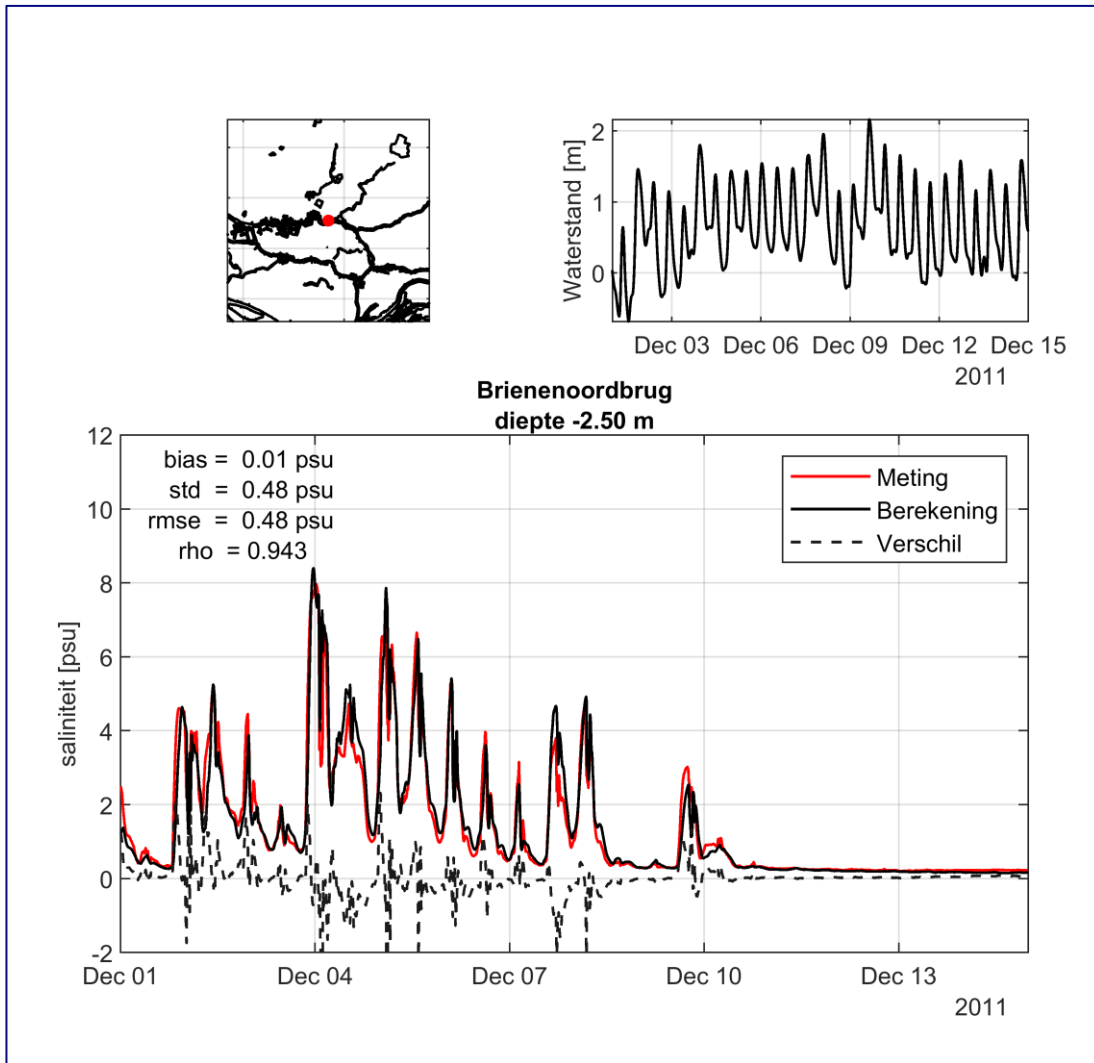 Waterstand [m]
2
1
0
Dec 03 Dec 06 Dec 09 Dec 12 Dec 15
2011
Brienenoordbrug
diepte -2.50 m
saliniteit [psu]
12
10
8
6
4
2
0
-2
bias = 0.01 psu
std = 0.48 psu
rmse = 0.48 psu
rho = 0.943
Meting
Berekening
Verschil
Dec 01 Dec 04 Dec 07 Dec 10 Dec 13
2011